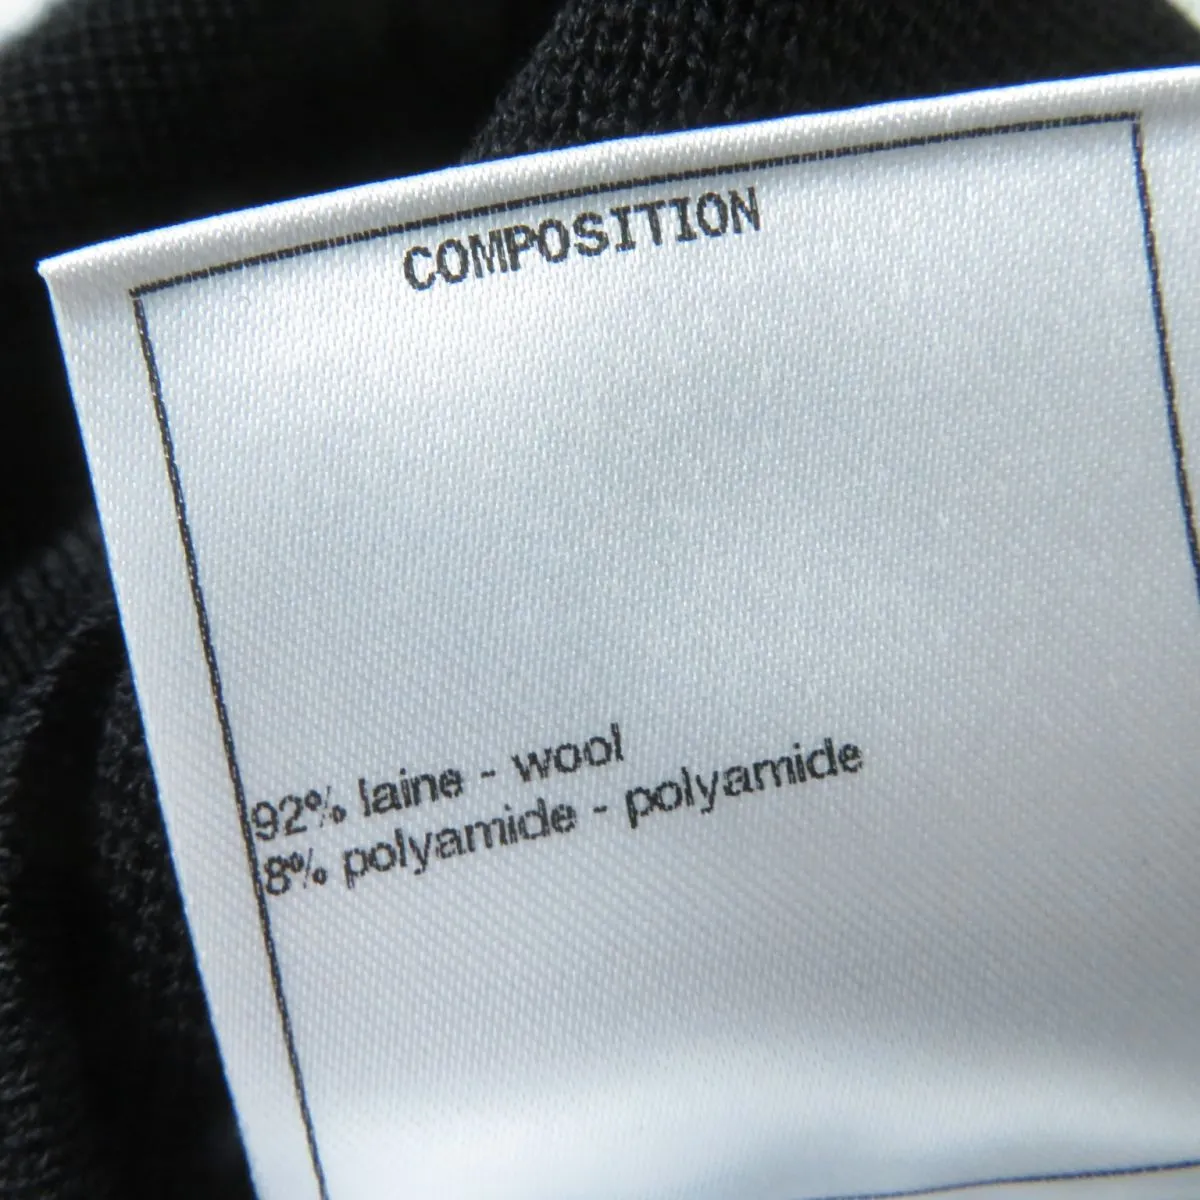 COMPOSITION
92% laine - wool
8% polyamide - polyamide